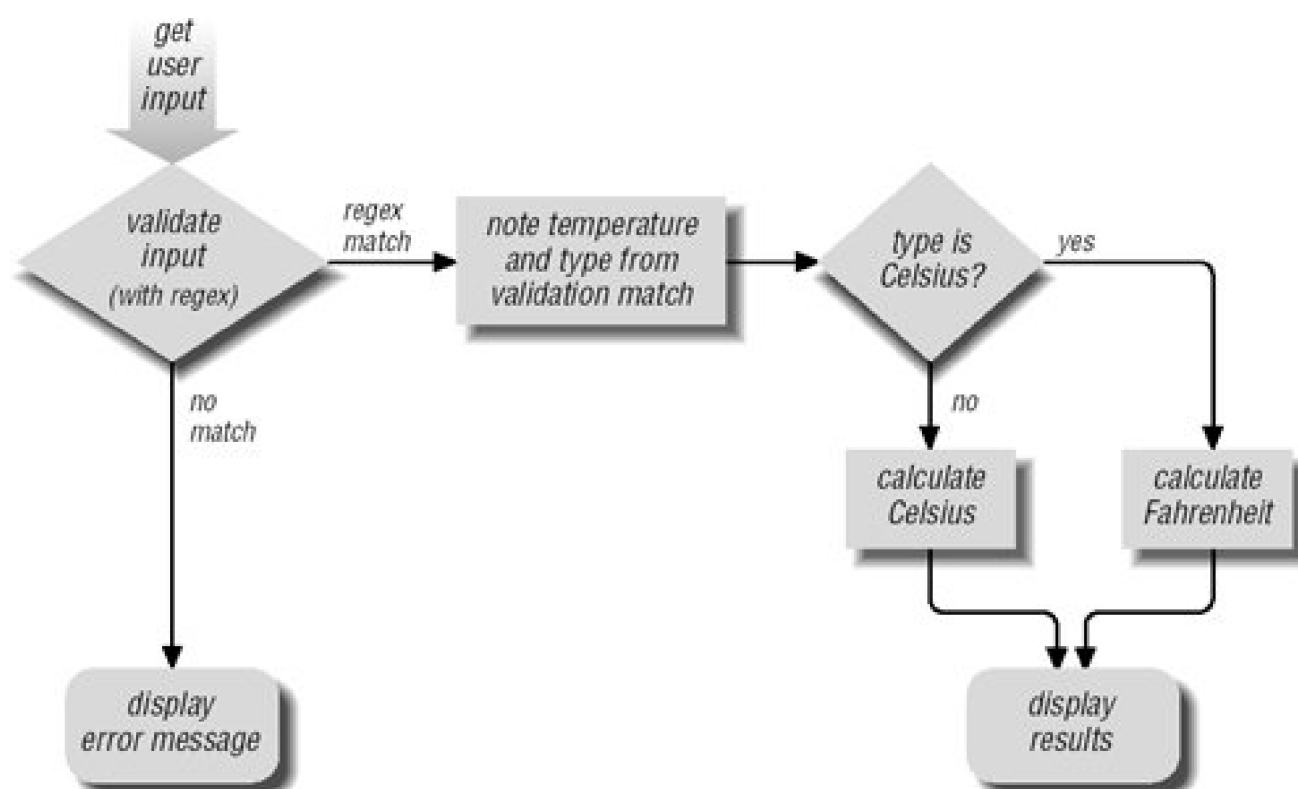 get
user
input
validate
input
(with regex)
regex
match
note temperature
and type from
validation match
type is
Celsius?
yes
no
match
no
calculate
Celsius
calculate
Fahrenheit
display
error message
display
results